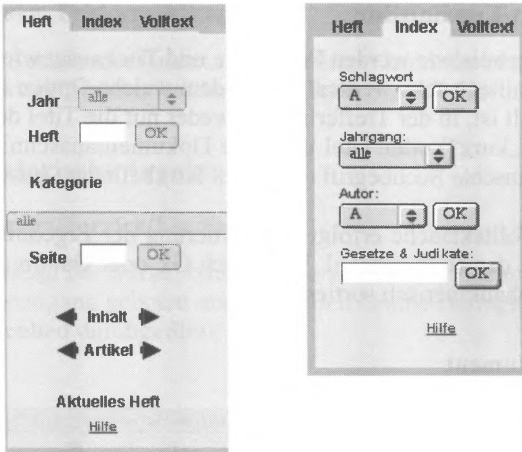 Heft Index Volltext
Jahr alle
Heft OK
Kategorie
alle
Seite OK
Inhalt
Artikel
Aktuelles Heft
Hilfe
Heft Index Volltext
Schlagwort
A OK
Jahrgang:
alle
Autor:
A OK
Gesetze & Judikate:
OK
Hilfe